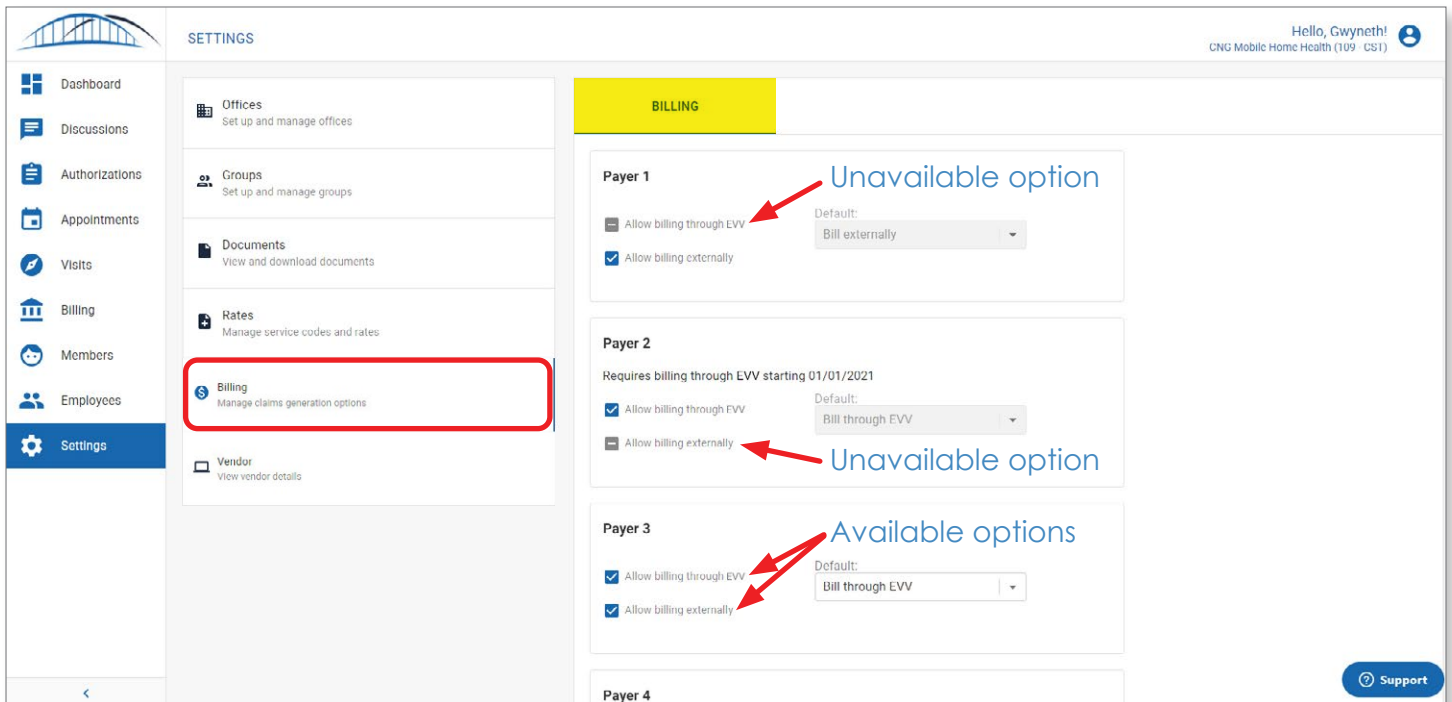 SETTINGS
Hello, Gwyneth!
CNG Mobile Home Health (109 - CST)
Dashboard
Discussions
Authorizations
Appointments
Visits
Billing
Members
Employees
Settings
Offices
Set up and manage offices
Groups
Set up and manage groups
Documents
View and download documents
Rates
Manage service codes and rates
Billing
Manage claims generation options
Vendor
View vendor details
BILLING
Payer 1
Unavailable option
Allow billing through EVV
Default:
Bill externally
Allow billing externally
Payer 2
Requires billing through EVV starting 01/01/2021
Allow billing through EVV
Default:
Bill through EVV
Allow billing externally
Unavailable option
Payer 3
Available options
Allow billing through EVV
Default:
Bill through EVV
Allow billing externally
Payer 4
Support